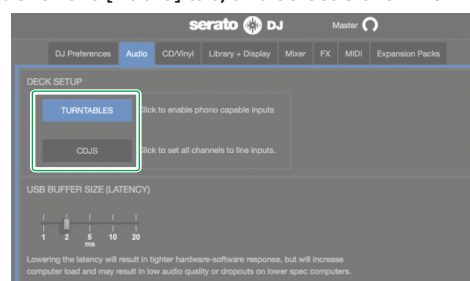 serato DJ
Master
DJ Preferences Audio CD/Vinyl Library + Display Mixer FX MIDI Expansion Packs
DECK SETUP
TURNTABLES Click to enable phono capable inputs
CDJS Click to set all channels to line inputs.
USB BUFFER SIZE (LATENCY)
1 2 5 10 20
ms
Lowering the latency will result in tighter hardware-software response, but will increase
computer load and may result in low audio quality or dropouts on lower spec computers.